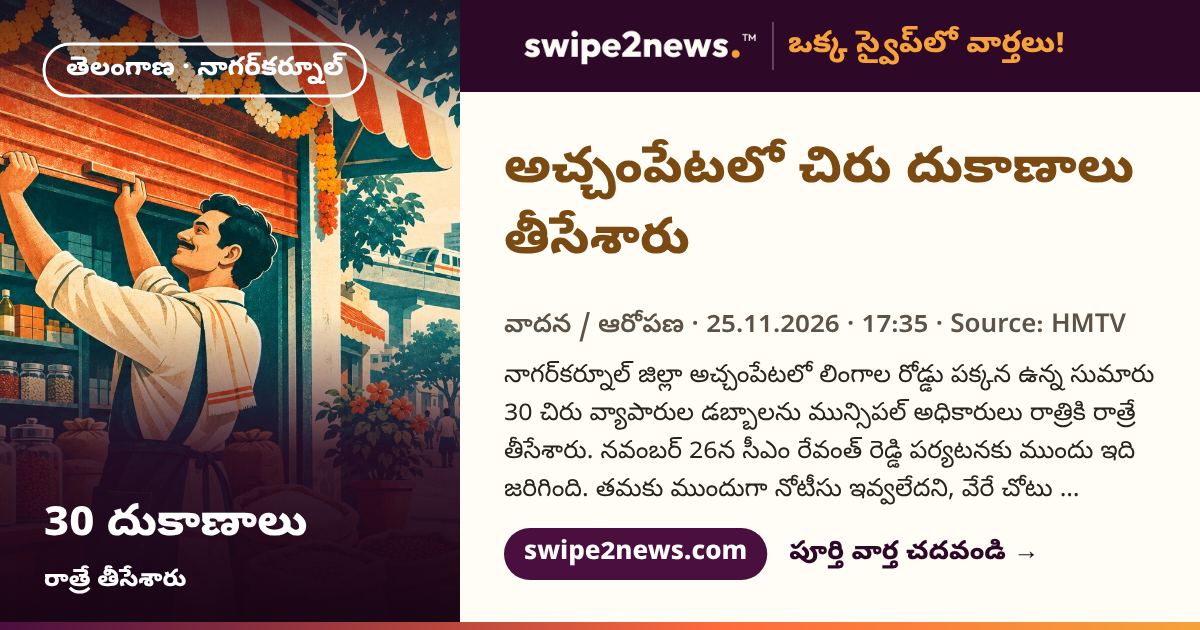 తెలంగాణ · నాగర్‌కర్నూల్
30 దుకాణాలు
రాత్రే తీసేశారు
swipe2news.™ | ఒక్క స్వైప్‌లో వార్తలు!
అచ్చంపేటలో చిరు దుకాణాలు
తీసేశారు
వాదన / ఆరోపణ · 25.11.2026 · 17:35 · Source: HMTV
నాగర్‌కర్నూల్ జిల్లా అచ్చంపేటలో లింగాల రోడ్డు పక్కన ఉన్న సుమారు
30 చిరు వ్యాపారుల డబ్బాలను మున్సిపల్ అధికారులు రాత్రికి రాత్రే
తీసేశారు. నవంబర్ 26న సీఎం రేవంత్ రెడ్డి పర్యటనకు ముందు ఇది
జరిగింది. తమకు ముందుగా నోటీసు ఇవ్వలేదని, వేరే చోటు ...
swipe2news.com పూర్తి వార్త చదవండి →